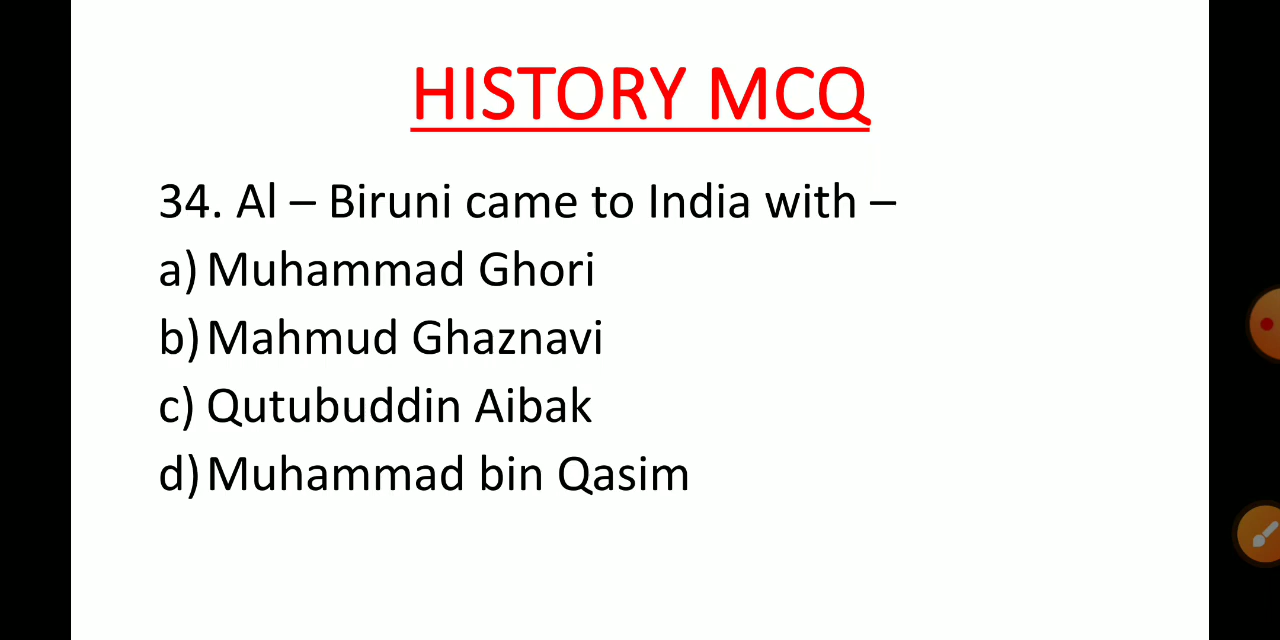 HISTORY MCQ
34. Al – Biruni came to India with –
a) Muhammad Ghori
b) Mahmud Ghaznavi
c) Qutubuddin Aibak
d) Muhammad bin Qasim